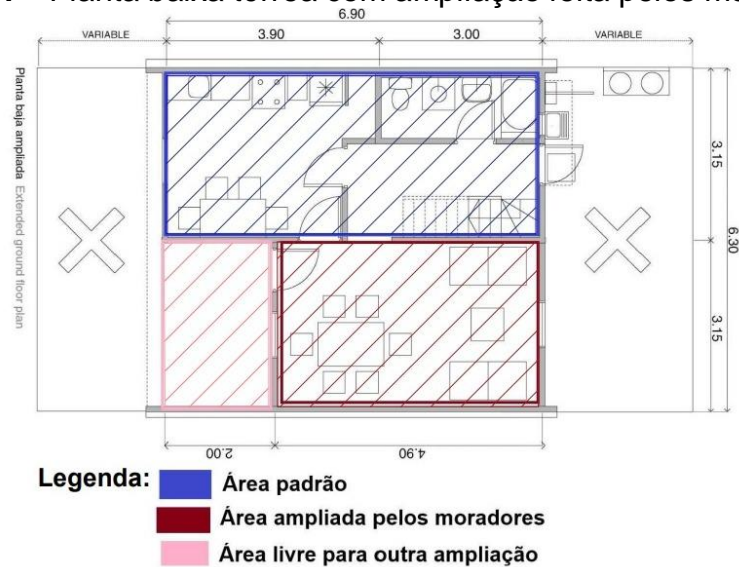 Planta baixa térrea com ampliação feita pelos
6.90
VARIABLE
3.90
3.00
VARIABLE
Planta baja ampliada Extended ground floor plan
3.15
6.30
3.15
2.00
4.90
Legenda:
Área padrão
Área ampliada pelos moradores
Área livre para outra ampliação